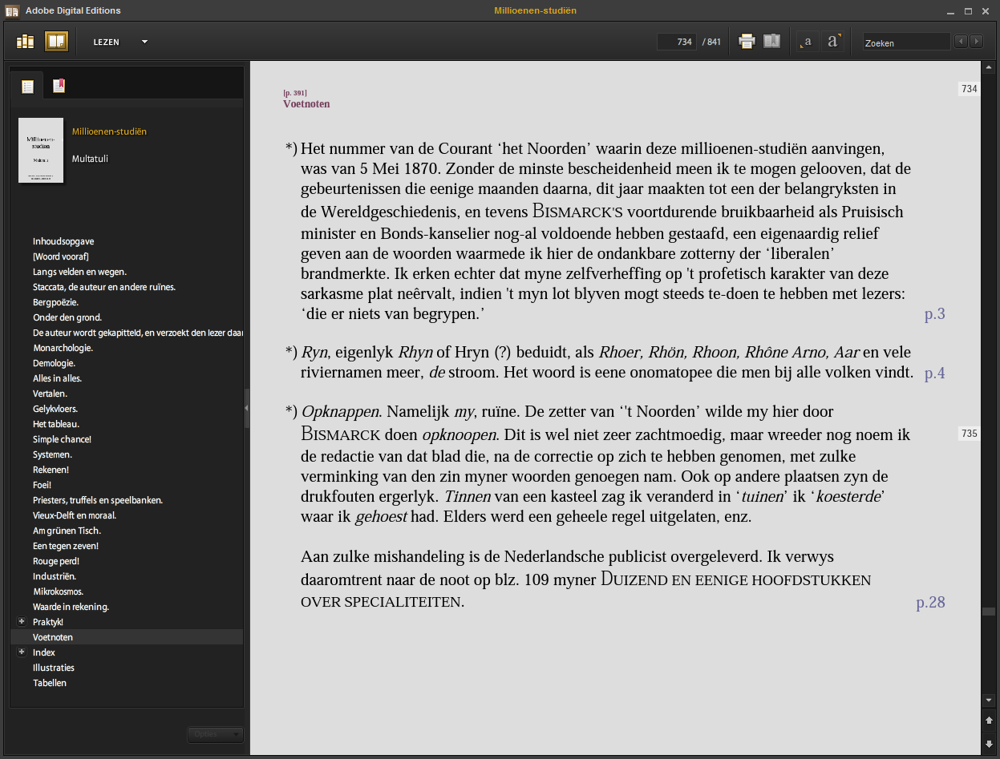 Adobe Digital Editions
Millioenen-studiën
LEZEN
734 / 841
a a
Zoeken
Millioenen-studiën
Multatuli
Millioenen-studiën
Multatuli
Inhoudsopgave
[Woord vooraf]
Langs velden en wegen.
Staccata, de auteur en andere ruïnes.
Bergpoëzie.
Onder den grond.
De auteur wordt gekapitteld, en verzoekt den lezer daar
Monarchologie.
Demologie.
Alles in alles.
Vertalen.
Gelykvloers.
Het tableau.
Simple chance!
Systemen.
Rekenen!
Foei!
Priesters, truffels en speelbanken.
Vieux-Delft en moraal.
Am grünen Tisch.
Een tegen zeven!
Rouge perd!
Industriën.
Mikrokosmos.
Waarde in rekening.
Praktyk!
Voetnoten
Index
Illustraties
Tabellen
Opties
[p. 391]
Voetnoten
734
*) Het nummer van de Courant ‘het Noorden’ waarin deze millioenen-studiën aanvingen,
was van 5 Mei 1870. Zonder de minste bescheidenheid meen ik te mogen gelooven, dat de
gebeurtenissen die eenige maanden daarna, dit jaar maakten tot een der belangryksten in
de Wereldgeschiedenis, en tevens BISMARCK'S voortdurende bruikbaarheid als Pruisisch
minister en Bonds-kanselier nog-al voldoende hebben gestaafd, een eigenaardig relief
geven aan de woorden waarmede ik hier de ondankbare zotterny der ‘liberalen’
brandmerkte. Ik erken echter dat myne zelfverheffing op 't profetisch karakter van deze
sarkasme plat neêrvalt, indien 't myn lot blyven mogt steeds te-doen te hebben met lezers:
‘die er niets van begrypen.’ p.3
*) Ryn, eigenlyk Rhyn of Hryn (?) beduidt, als Rhoer, Rhön, Rhoon, Rhône Arno, Aar en vele
riviernamen meer, de stroom. Het woord is eene onomatopee die men bij alle volken vindt. p.4
*) Opknappen. Namelijk my, ruïne. De zetter van ‘'t Noorden’ wilde my hier door
BISMARCK doen opknoopen. Dit is wel niet zeer zachtmoedig, maar wreeder nog noem ik
735
de redactie van dat blad die, na de correctie op zich te hebben genomen, met zulke
verminking van den zin myner woorden genoegen nam. Ook op andere plaatsen zyn de
drukfouten ergerlyk. Tinnen van een kasteel zag ik veranderd in ‘tuinen’ ik ‘koesterde’
waar ik gehoest had. Elders werd een geheele regel uitgelaten, enz.
Aan zulke mishandeling is de Nederlandsche publicist overgeleverd. Ik verwys
daaromtrent naar de noot op blz. 109 myner DUIZEND EN EENIGE HOOFDSTUKKEN
OVER SPECIALITEITEN. p.28